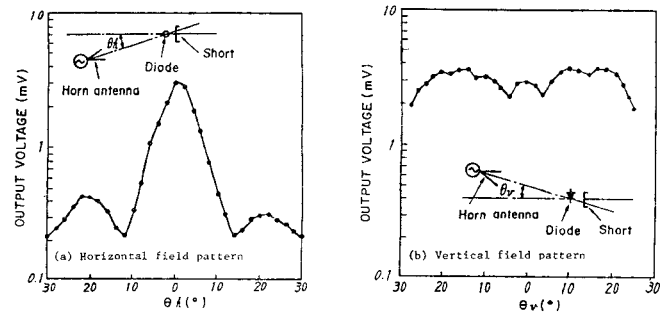 10
OUTPUT VOLTAGE (mV)
1
0.1
30 20 10 0 10 20 30
θh(°)
θh
Diode
Short
Horn antenna
(a) Horizontal field pattern
10
OUTPUT VOLTAGE (mV)
1
0.1
30 20 10 0 10 20 30
θv(°)
θv
Horn antenna
Diode
Short
(b) Vertical field pattern